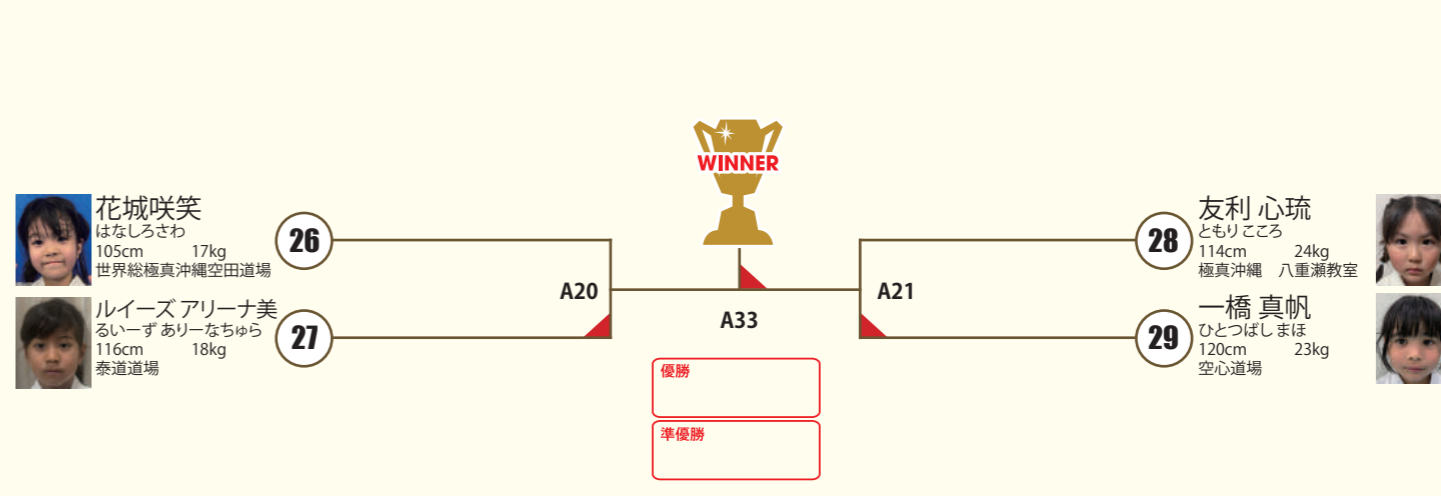 WINNER
花城咲笑
はなしろさわ
105cm 17kg
世界総極真沖縄空田道場
26
ルイーズ アリーナ美
るいーず ありーなちゅら
116cm 18kg
泰道道場
27
A20
A33
A21
友利 心琉
ともり こころ
114cm 24kg
極真沖縄 八重瀬教室
28
一橋 真帆
ひとつばし まほ
120cm 23kg
空心道場
29
優勝
準優勝